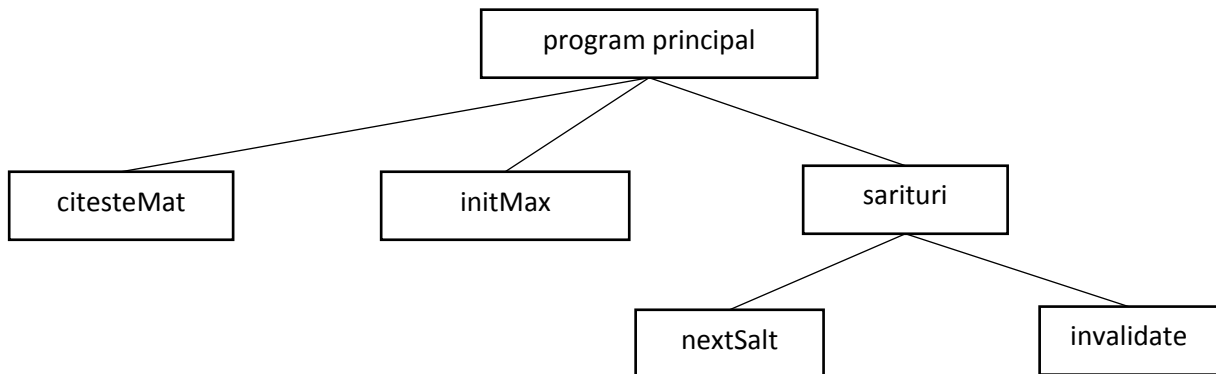 program principal
citesteMat
initMax
sarituri
nextSalt
invalidate